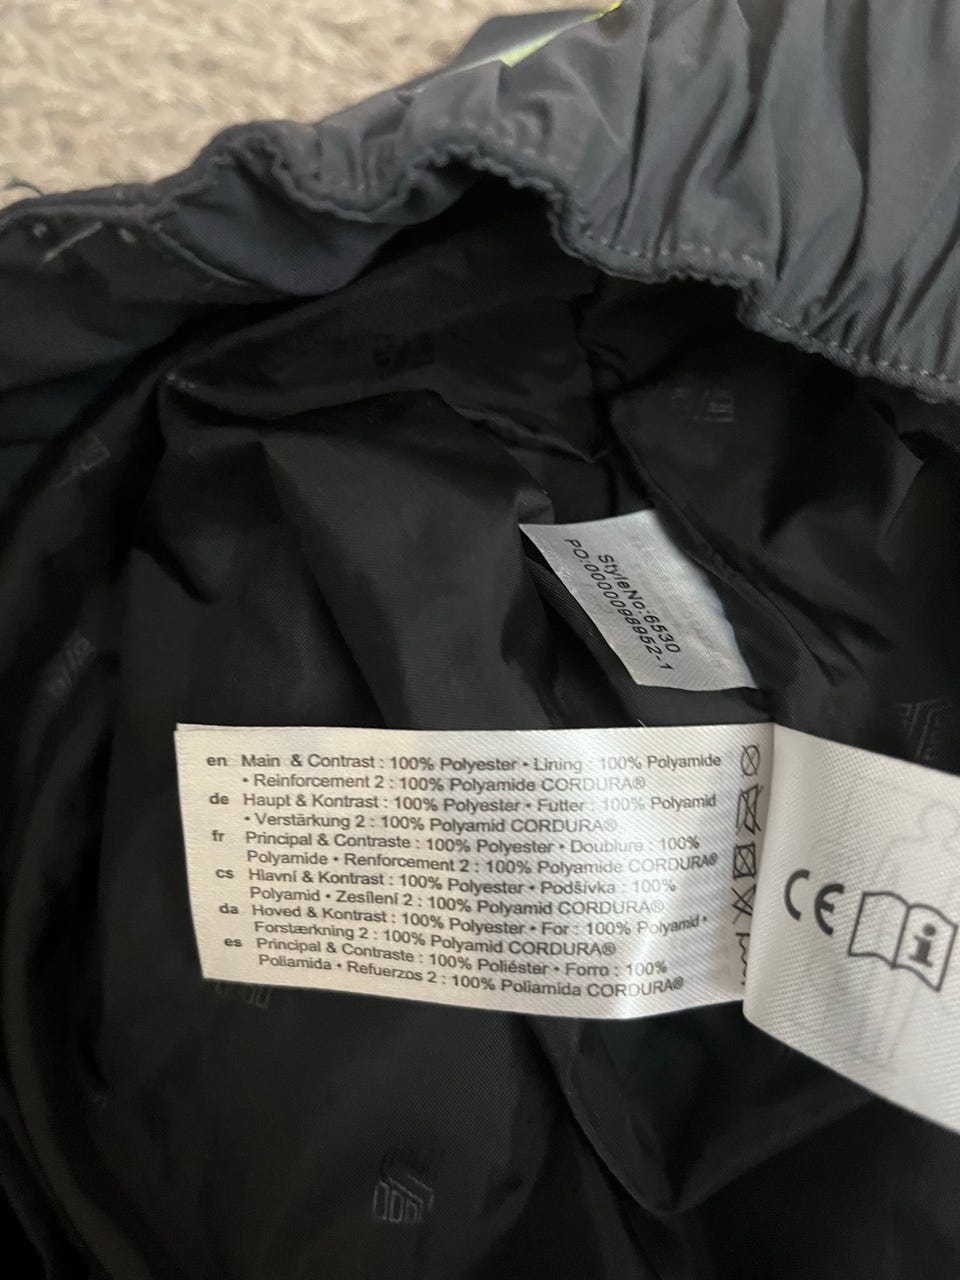 StyleNo:6530
PO:0000098952-1
en Main & Contrast : 100% Polyester • Lining : 100% Polyamide
• Reinforcement 2 : 100% Polyamide CORDURA®
de Haupt & Kontrast : 100% Polyester • Futter : 100% Polyamid
• Verstärkung 2 : 100% Polyamid CORDURA®
fr Principal & Contraste : 100% Polyester • Doublure : 100%
Polyamide • Renforcement 2 : 100% Polyamide CORDURA®
cs Hlavní & Kontrast : 100% Polyester • Podšívka : 100%
Polyamid • Zesílení 2 : 100% Polyamid CORDURA®
da Hoved & Kontrast : 100% Polyester • For : 100% Polyamid •
Forstærkning 2 : 100% Polyamid CORDURA®
es Principal & Contraste : 100% Poliéster • Forro : 100%
Poliamida • Refuerzos 2 : 100% Poliamida CORDURA®
CE
i